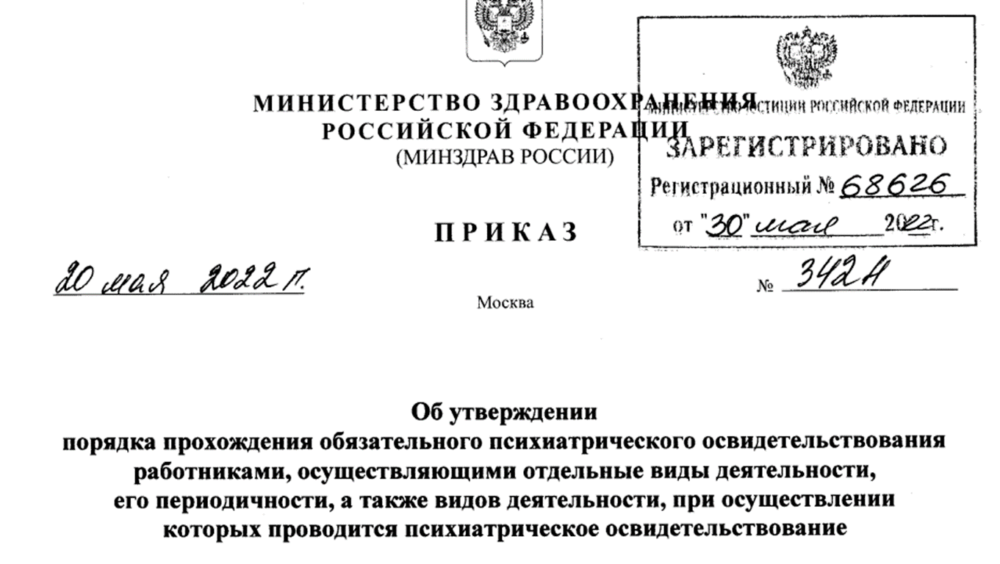 МИНИСТЕРСТВО ЗДРАВООХРАНЕНИЯ
РОССИЙСКОЙ ФЕДЕРАЦИИ
(МИНЗДРАВ РОССИИ)
МИНИСТЕРСТВО ЮСТИЦИИ РОССИЙСКОЙ ФЕДЕРАЦИИ
ЗАРЕГИСТРИРОВАНО
Регистрационный № 68626
от "30" мая 2022г.
ПРИКАЗ
20 мая 2022 г.
№ 342н
Москва
Об утверждении
порядка прохождения обязательного психиатрического освидетельствования
работниками, осуществляющими отдельные виды деятельности,
его периодичности, а также видов деятельности, при осуществлении
которых проводится психиатрическое освидетельствование